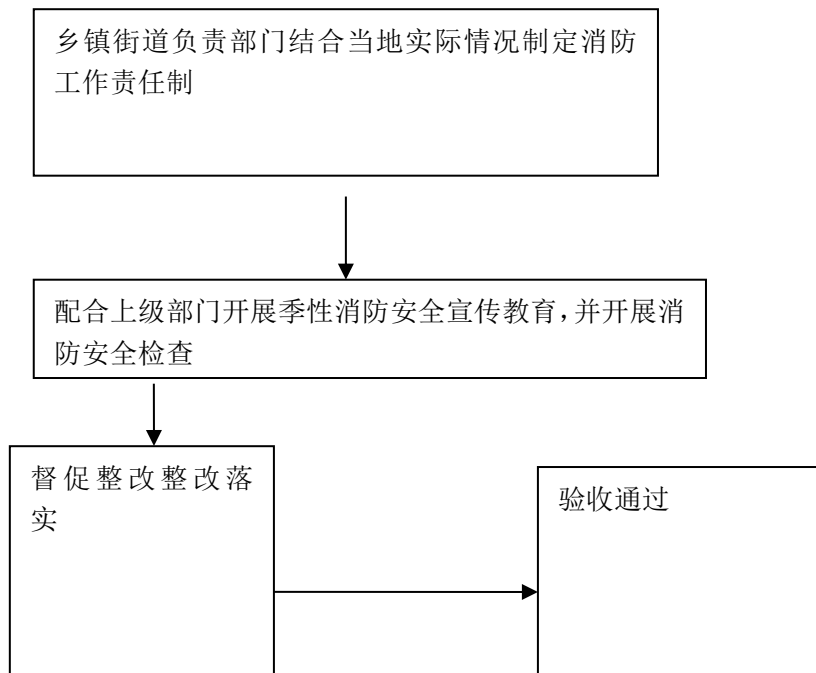 乡镇街道负责部门结合当地实际情况制定消防
工作责任制
配合上级部门开展季性消防安全宣传教育,并开展消
防安全检查
督促整改整改落
实
验收通过